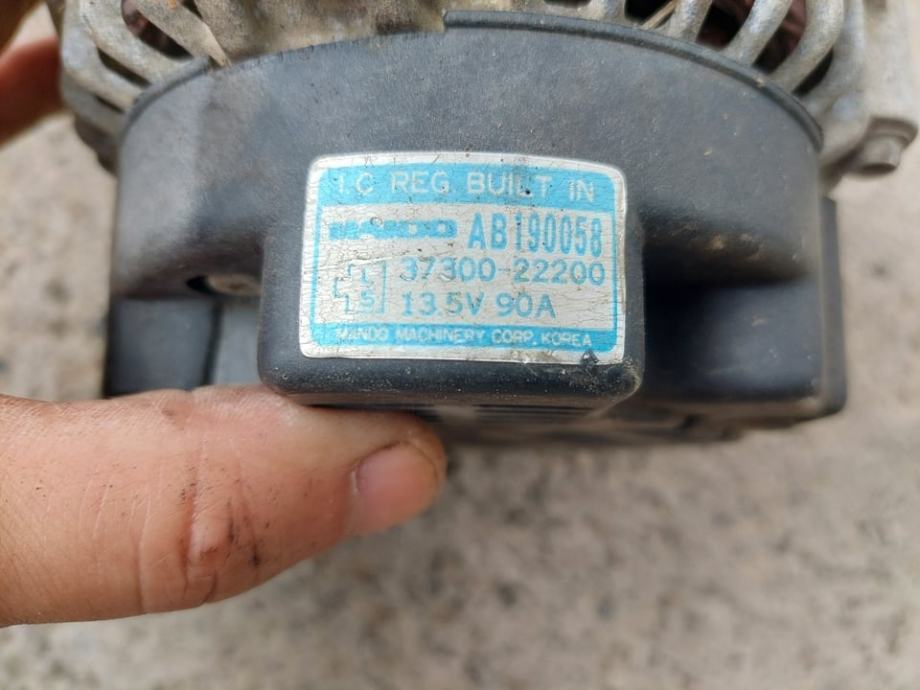 I.C REG. BUILT IN
MANDO AB190058
37300-22200
13.5V 90A
MANDO MACHINERY CORP. KOREA